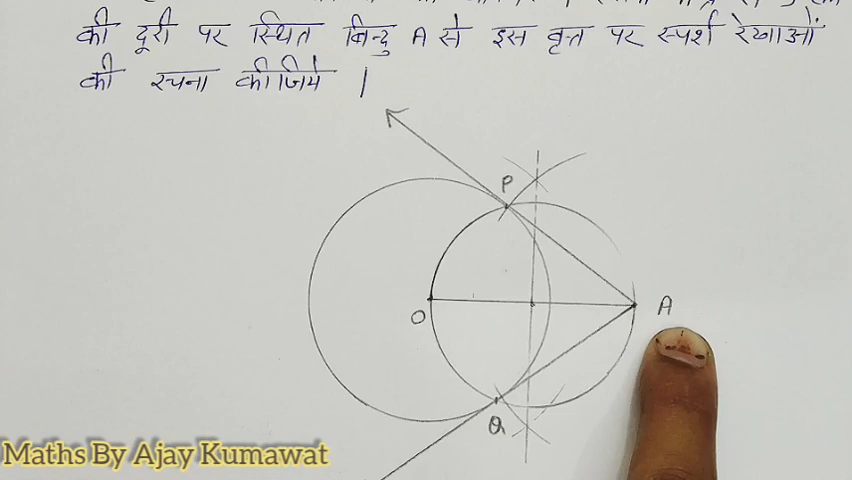 की दूरी पर स्थित बिन्दु A से इस वृत्त पर स्पर्श रेखाओं
की रचना कीजिये |
P
O
A
Q
Maths By Ajay Kumawat